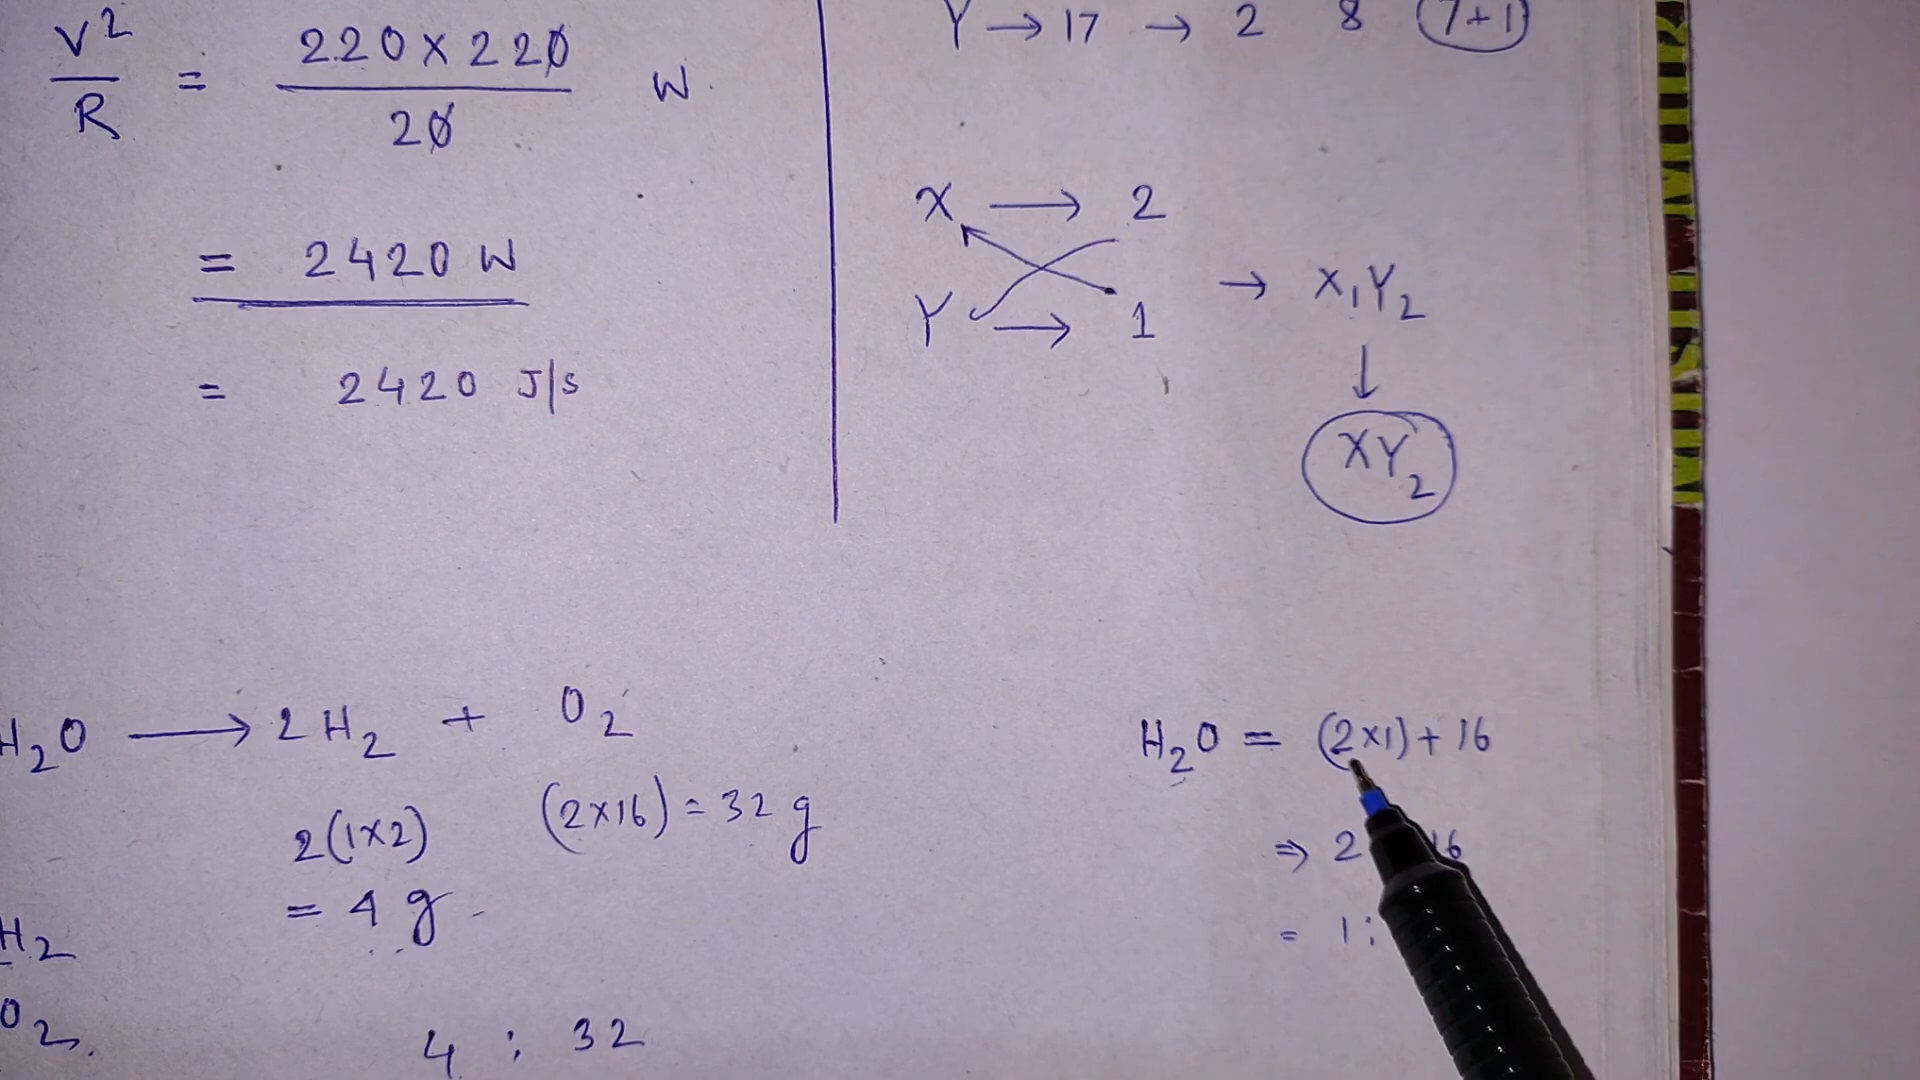 V² / R = 220 × 220 / 20 W.
= 2420 W
= 2420 J/s
Y → 17 → 2 8 7+1
X → 2
Y → 1
→ X₁Y₂
↓
XY₂
H₂O → 2H₂ + O₂
2(1×2) (2×16) = 32 g
= 4 g
H₂
O₂.
4 : 32
H₂O = (2×1) + 16
⇒ 2 16
= 1 :